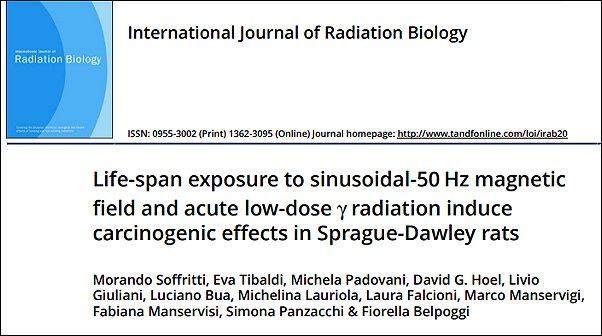 International Journal of
Radiation Biology
International Journal of Radiation Biology
ISSN: 0955-3002 (Print) 1362-3095 (Online) Journal homepage: http://www.tandfonline.com/loi/irab20
Life-span exposure to sinusoidal-50 Hz magnetic
field and acute low-dose γ radiation induce
carcinogenic effects in Sprague-Dawley rats
Morando Soffritti, Eva Tibaldi, Michela Padovani, David G. Hoel, Livio
Giuliani, Luciano Bua, Michelina Lauriola, Laura Falcioni, Marco Manservigi,
Fabiana Manservisi, Simona Panzacchi & Fiorella Belpoggi